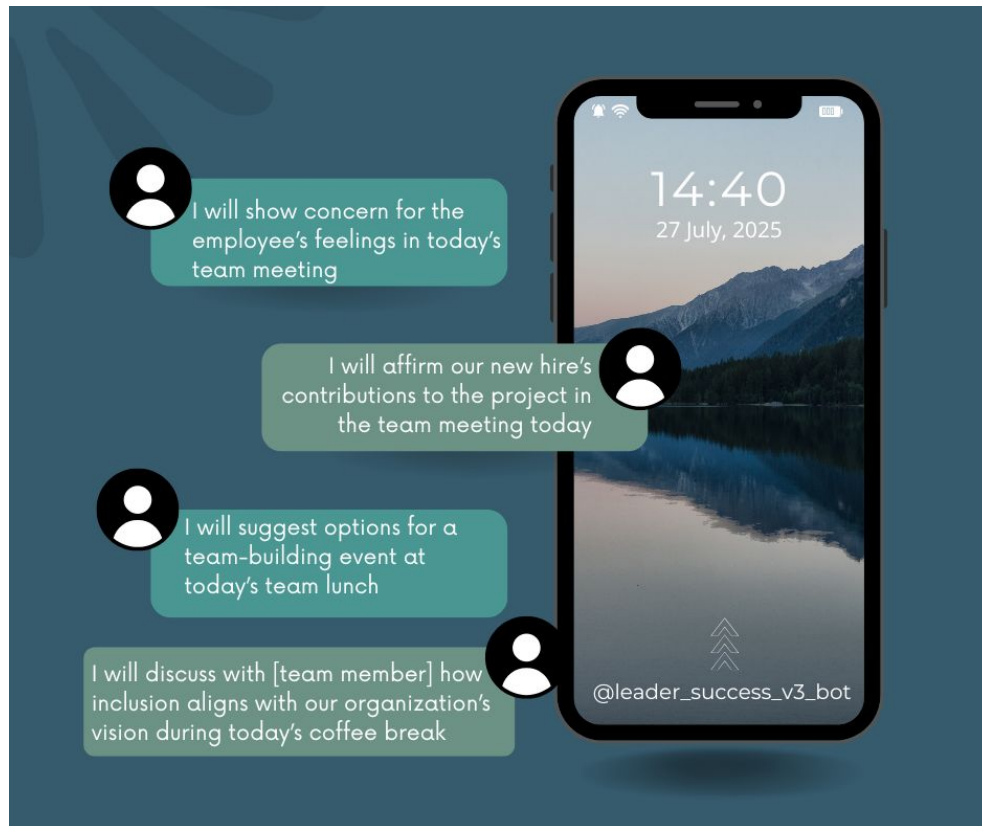 14:40
27 July, 2025
I will show concern for the
employee's feelings in today's
team meeting
I will affirm our new hire's
contributions to the project in
the team meeting today
I will suggest options for a
team-building event at
today's team lunch
I will discuss with [team member] how
inclusion aligns with our organization's
vision during today's coffee break
@leader_success_v3_bot